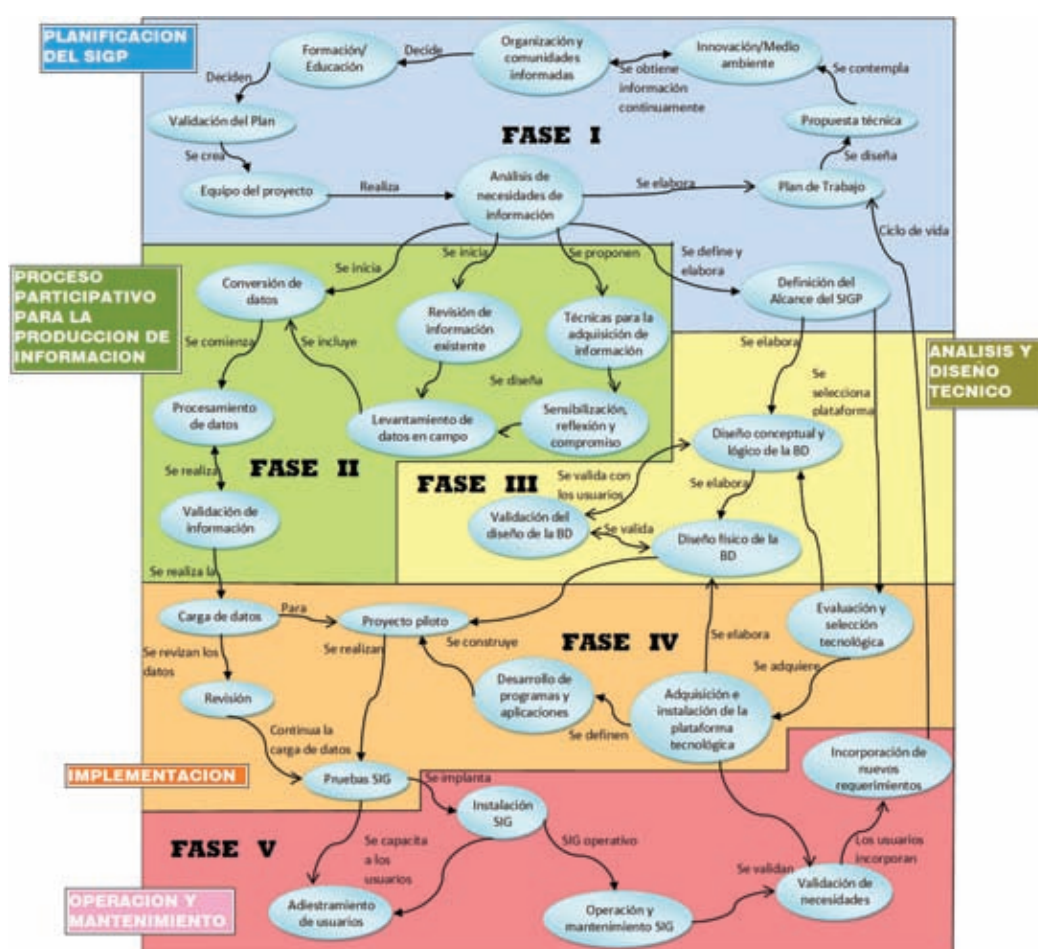 PLANIFICACION
DEL SIGP
Formación/
Educación
Decide
Organización y
comunidades
informadas
Se obtiene
información
continuamente
Innovación/Medio
ambiente
Se contempla
Deciden
Validación del Plan
FASE I
Propuesta técnica
Se crea
Se diseña
Equipo del proyecto
Realiza
Análisis de
necesidades de
información
Se elabora
Plan de Trabajo
Ciclo de vida
PROCESO
PARTICIPATIVO
PARA LA
PRODUCCION DE
INFORMACION
Se inicia
Se inicia
Se proponen
Se define y
elabora
Conversión de
datos
Definición del
Alcance del SIGP
Revisión de
información
existente
Técnicas para la
adquisición de
información
Se comienza
Se incluye
Se elabora
ANALISIS Y
DISEÑO
TECNICO
Se diseña
Se
selecciona
plataforma
Procesamiento
de datos
Levantamiento de
datos en campo
Sensibilización,
reflexión y
compromiso
Diseño conceptual y
lógico de la BD
Se realiza
FASE II
FASE III
Se valida con
los usuarios
Se elabora
Validación de
información
Validación del
diseño de la BD
Se valida
Diseño físico de la
BD
Se realiza la
Carga de datos
Para
Proyecto piloto
Evaluación y
selección
tecnológica
Se revizan los
datos
Se realizan
Se construye
FASE IV
Se elabora
Se adquiere
Revisión
Desarrollo de
programas y
aplicaciones
Adquisición e
instalación de la
plataforma
tecnológica
Continua la
carga de datos
Se definen
IMPLEMENTACION
Pruebas SIG
Se implanta
Incorporación de
nuevos
requerimientos
Instalación
SIG
FASE V
Se capacita
a los
usuarios
SIG operativo
Los usuarios
incorporan
Se validan
OPERACION Y
MANTENIMIENTO
Adiestramiento
de usuarios
Operación y
mantenimiento SIG
Validación de
necesidades